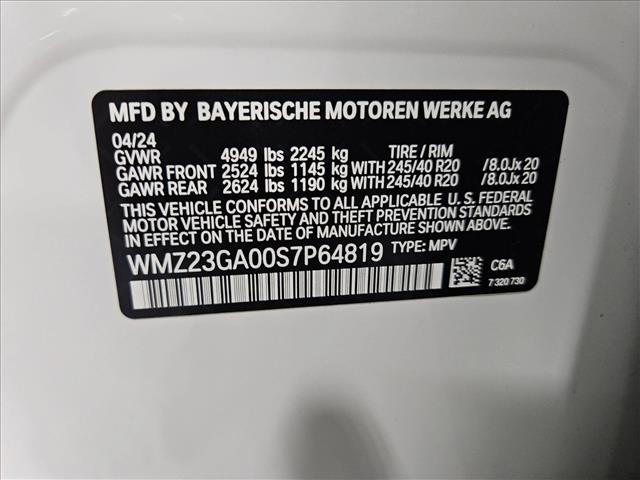 MFD BY BAYERISCHE MOTOREN WERKE AG
04/24
GVWR 4949 lbs 2245 kg TIRE / RIM
GAWR FRONT 2524 lbs 1145 kg WITH 245/40 R20 /8.0Jx 20
GAWR REAR 2624 lbs 1190 kg WITH 245/40 R20 /8.0Jx 20
THIS VEHICLE CONFORMS TO ALL APPLICABLE U.S. FEDERAL
MOTOR VEHICLE SAFETY AND THEFT PREVENTION STANDARDS
IN EFFECT ON THE DATE OF MANUFACTURE SHOWN ABOVE.
WMZ23GA00S7P64819 TYPE: MPV
C6A
7 320 730